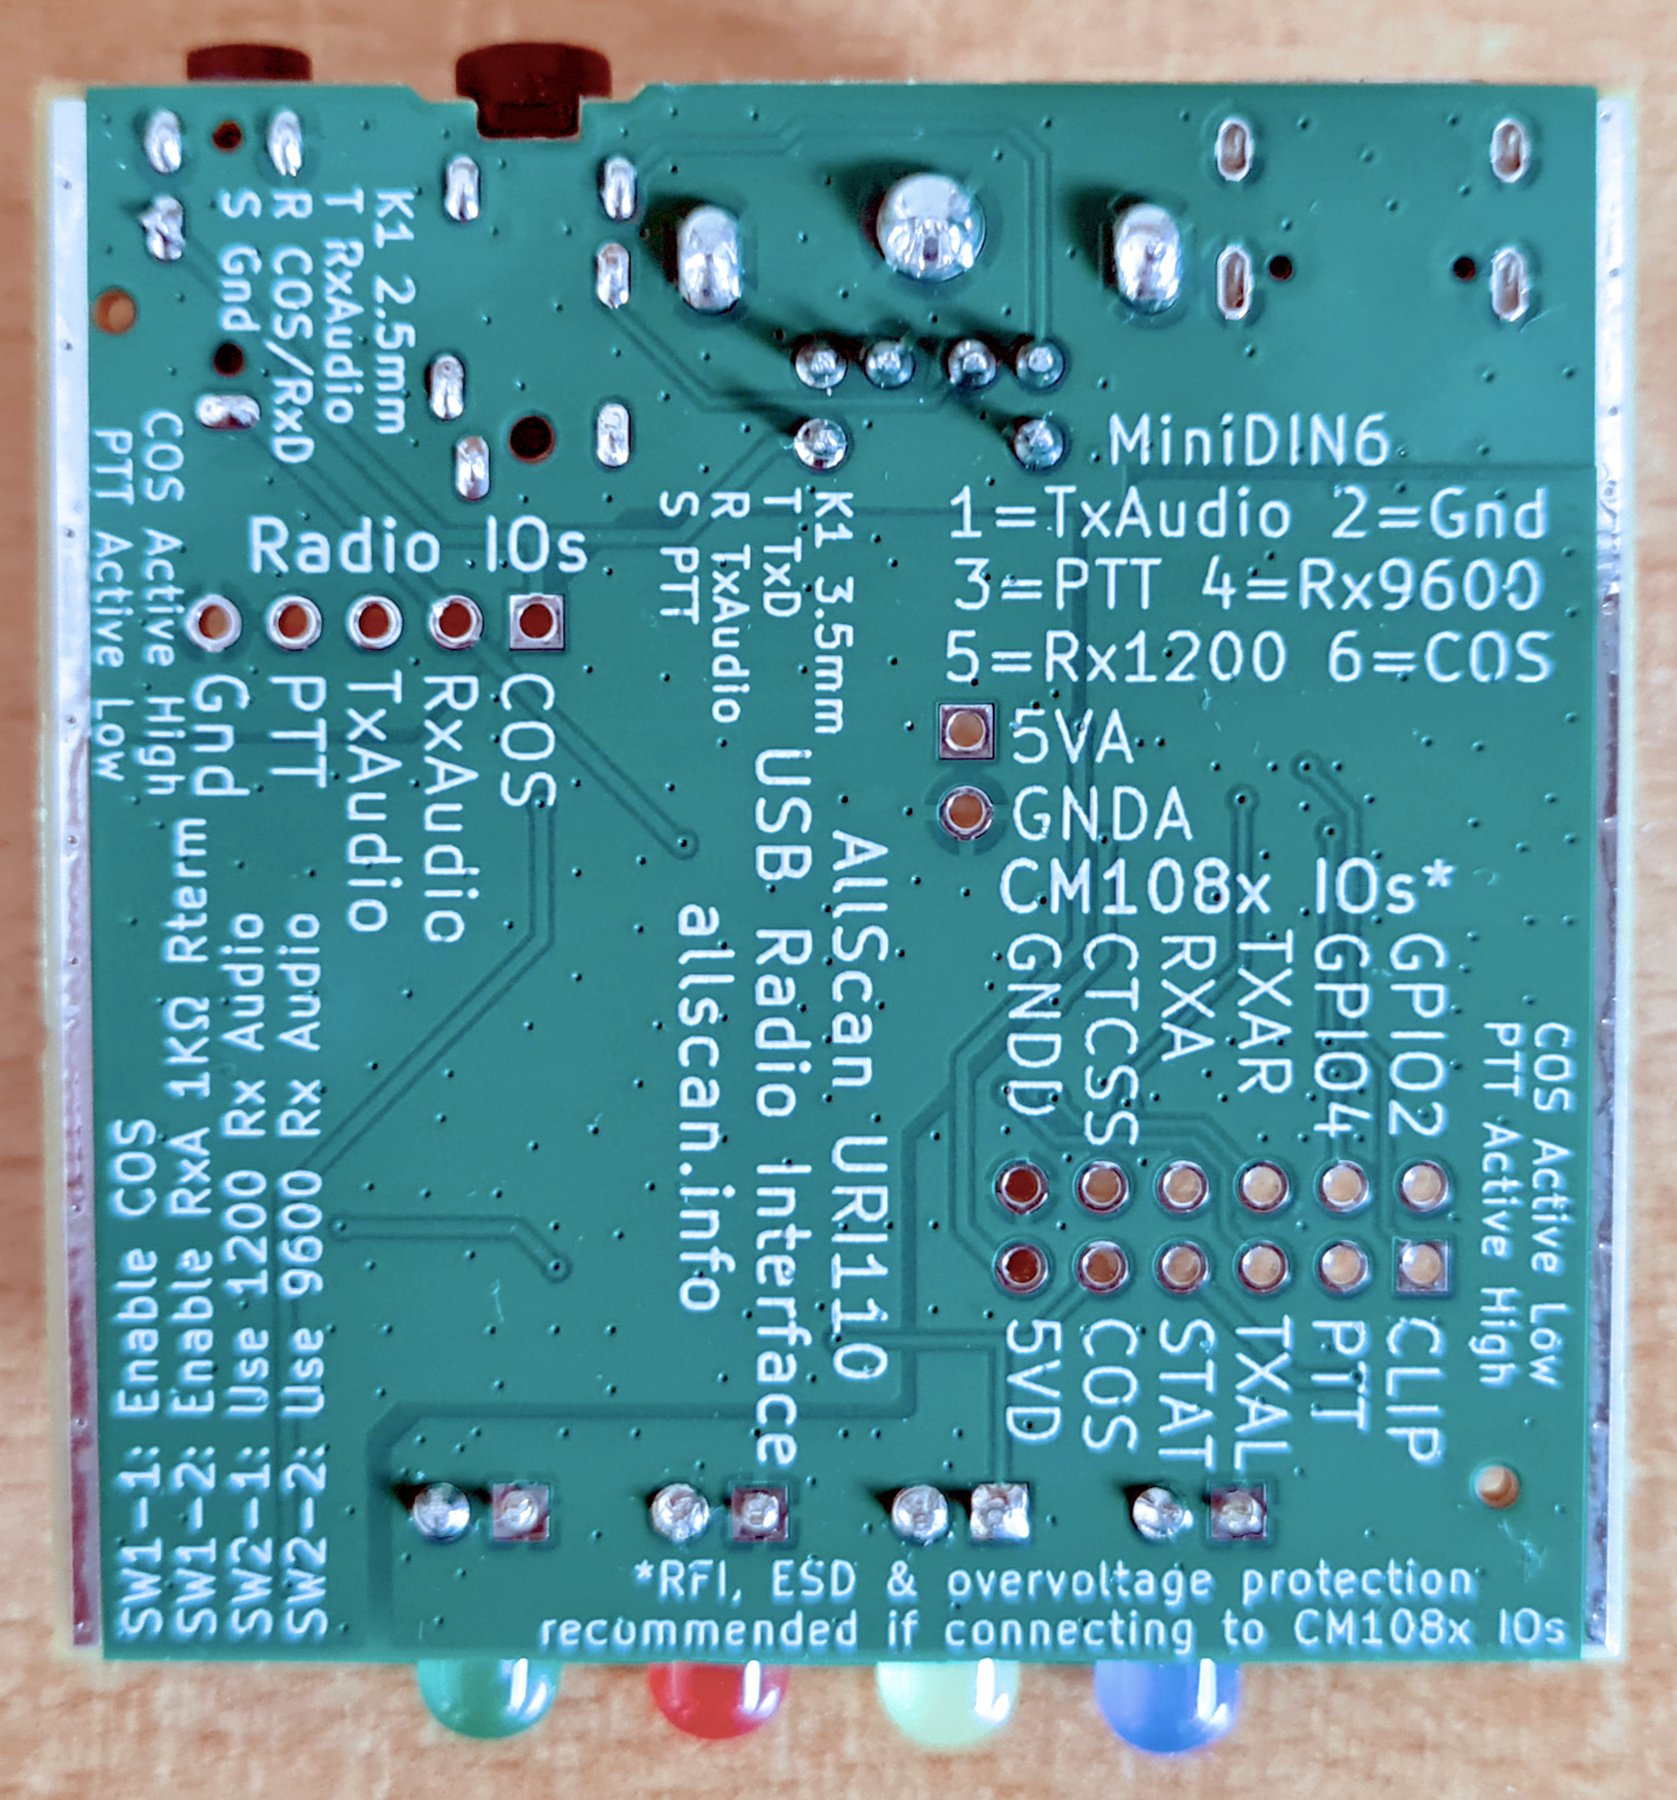 K1 2.5mm
T RxAudio
R COS/RxD
S Gnd
COS Active High
PTT Active Low
Radio IOs
Gnd
PTT
TxAudio
RxAudio
COS
K1 3.5mm
T TxD
R TxAudio
S PTT
MiniDIN6
1=TxAudio 2=Gnd
3=PTT 4=Rx9600
5=Rx1200 6=COS
5VA
GNDA
CM108x IOs*
GNDD
CTCSS
RXA
TXAR
GPIO4
GPIO2
5VD
COS
STAT
TXAL
PTT
CLIP
COS Active Low
PTT Active High
AllScan URI110
USB Radio Interface
allscan.info
SW1-1: Enable COS
SW1-2: Enable RxA 1KΩ Rterm
SW2-1: Use 1200 Rx Audio
SW2-2: Use 9600 Rx Audio
*RFI, ESD & overvoltage protection
recommended if connecting to CM108x IOs